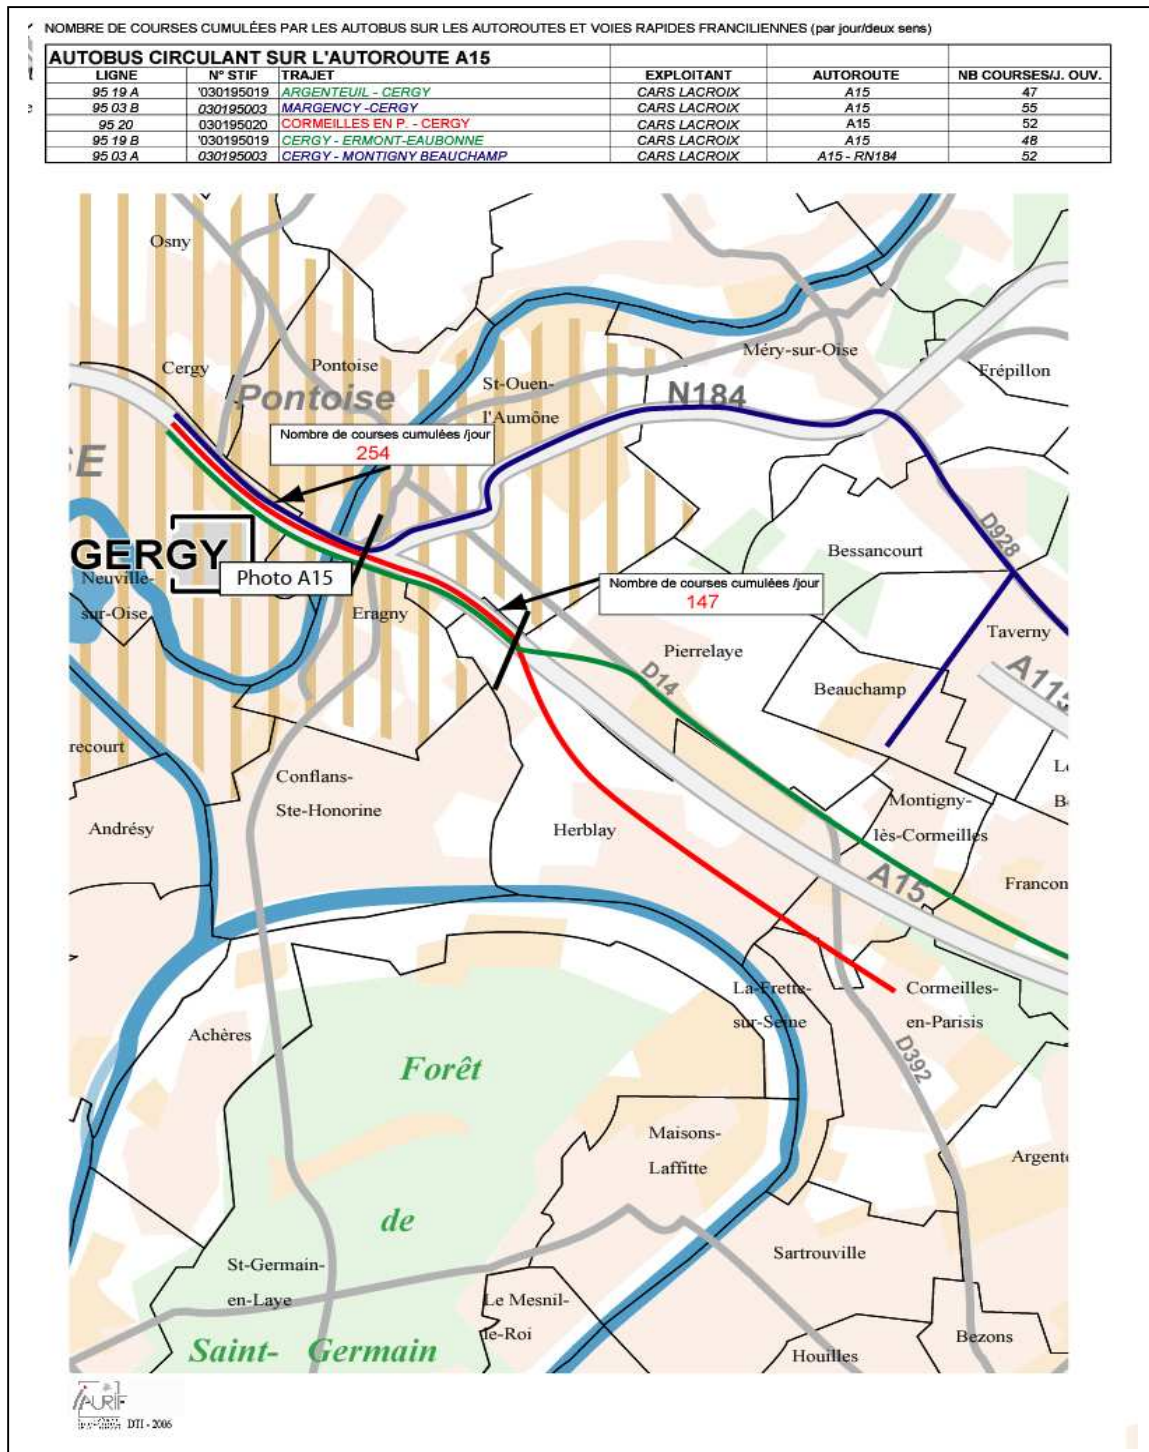 NOMBRE DE COURSES CUMULÉES PAR LES AUTOBUS SUR LES AUTOROUTES ET VOIES RAPIDES FRANCILIENNES (par jour/deux sens)
AUTOBUS CIRCULANT SUR L'AUTOROUTE A15
LIGNE N° STIF TRAJET EXPLOITANT AUTOROUTE NB COURSES/J. OUV.
95 19 A '030195019 ARGENTEUIL - CERGY CARS LACROIX A15 47
95 03 B 030195003 MARGENCY -CERGY CARS LACROIX A15 55
95 20 030195020 CORMEILLES EN P. - CERGY CARS LACROIX A15 52
95 19 B '030195019 CERGY - ERMONT-EAUBONNE CARS LACROIX A15 48
95 03 A 030195003 CERGY - MONTIGNY BEAUCHAMP CARS LACROIX A15 - RN184 52
Osny
Cergy
Pontoise
Méry-sur-Oise
Frépillon
St-Ouen-
l'Aumône
N184
Pontoise
Nombre de courses cumulées /jour
254
SE
D928
GERGY
Bessancourt
Photo A15
Neuville-
sur-Oise
Eragny
Nombre de courses cumulées /jour
147
Pierrelaye
Taverny
D14
Beauchamp
A115
recourt
Conflans-
Ste-Honorine
Andrésy
Herblay
Montigny-
lès-Cormeilles
A15
Francon
La-Frette-
sur-Seine
Cormeilles-
en-Parisis
Achères
D392
Forêt
Maisons-
Laffitte
Argente
de
Sartrouville
St-Germain-
en-Laye
Le Mesnil-
le-Roi
Bezons
Houilles
Saint- Germain
IAURIF
DTI - 2006